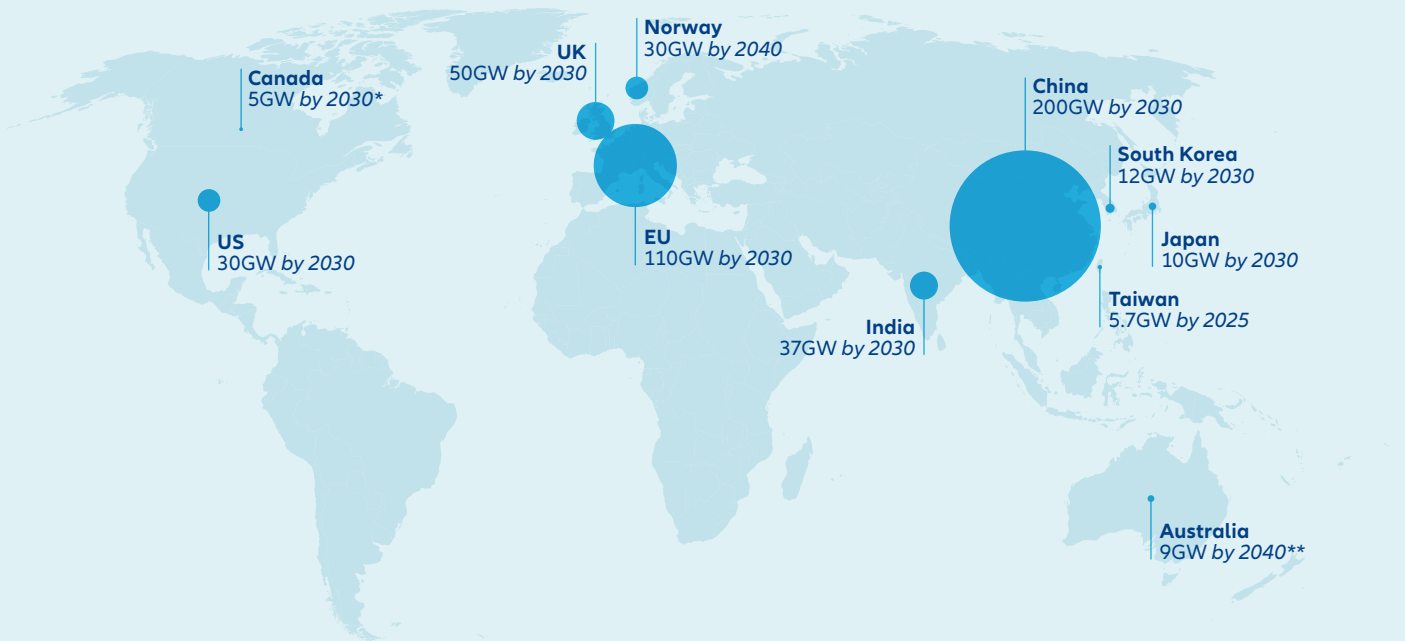 Norway
30GW by 2040
UK
50GW by 2030
Canada
5GW by 2030*
China
200GW by 2030
South Korea
12GW by 2030
US
30GW by 2030
EU
110GW by 2030
Japan
10GW by 2030
Taiwan
5.7GW by 2025
India
37GW by 2030
Australia
9GW by 2040**